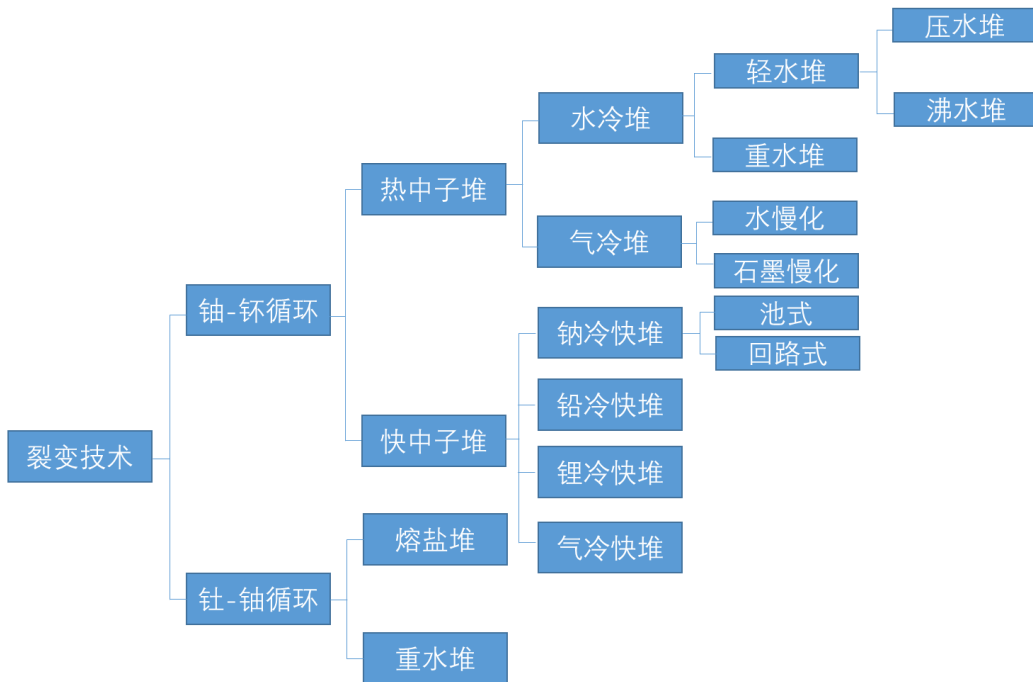 裂变技术
铀-钚循环
钍-铀循环
热中子堆
快中子堆
熔盐堆
重水堆
水冷堆
气冷堆
钠冷快堆
铅冷快堆
锂冷快堆
气冷快堆
轻水堆
重水堆
水慢化
石墨慢化
池式
回路式
压水堆
沸水堆